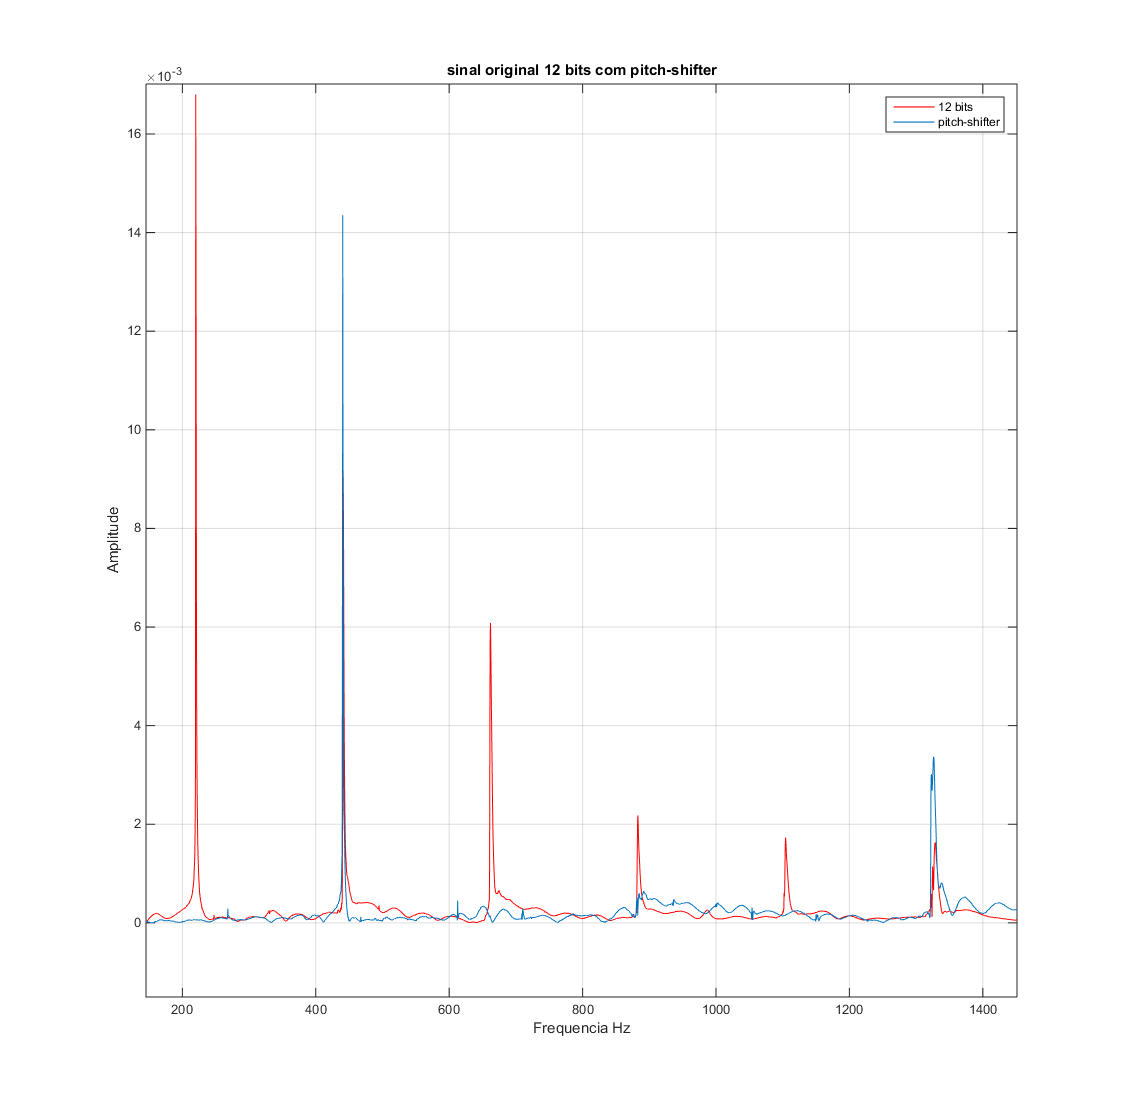 sinal original 12 bits com pitch-shifter
×10-3
12 bits
pitch-shifter
16
14
12
10
8
6
4
2
0
Amplitude
200 400 600 800 1000 1200 1400
Frequencia Hz